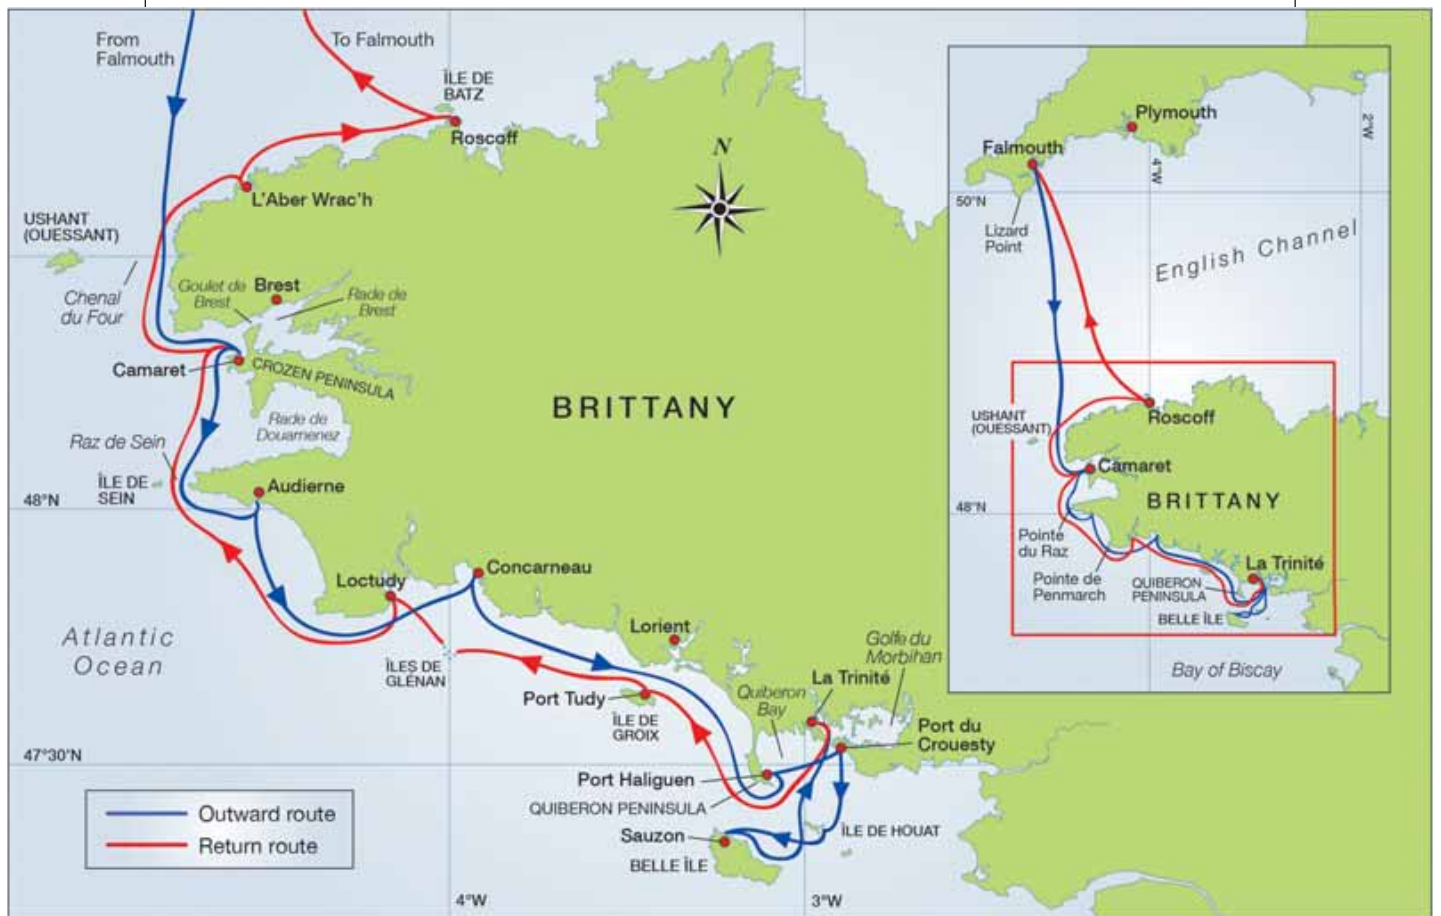 From
Falmouth
To Falmouth
ÎLE DE
BATZ
Roscoff
L'Aber Wrac'h
USHANT
(OUESSANT)
Chenal
du Four
Goulet de
Brest
Brest
Rade de
Brest
Camaret
CROZEN PENINSULA
Rade de
Douarnenez
Raz de Sein
ÎLE DE
SEIN
Audierne
48°N
N
BRITTANY
Loctudy
Concarneau
Atlantic
Ocean
ÎLES DE
GLÉNAN
Lorient
Port Tudy
ÎLE DE
GROIX
Quiberon
Bay
La Trinité
Golfe du
Morbihan
Port du
Crouesty
47°30'N
Port Haliguen
QUIBERON PENINSULA
Sauzon
BELLE ÎLE
ÎLE DE HOUAT
4°W
3°W
Outward route
Return route
Plymouth
Falmouth
2°W
4°W
50°N
Lizard
Point
English Channel
USHANT
(OUESSANT)
Roscoff
Camaret
BRITTANY
48°N
Pointe
du Raz
Pointe de
Penmarch
La Trinité
QUIBERON
PENINSULA
BELLE ÎLE
Bay of Biscay